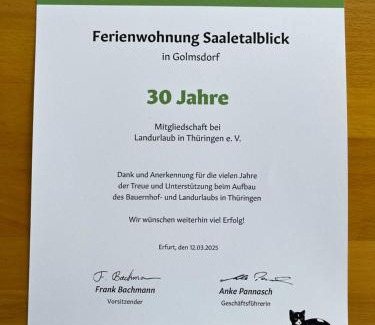 Ferienwohnung Saaletalblick
in Golmsdorf
30 Jahre
Mitgliedschaft bei
Landurlaub in Thüringen e. V.
Dank und Anerkennung für die vielen Jahre
der Treue und Unterstützung beim Aufbau
des Bauernhof- und Landurlaubs in Thüringen
Wir wünschen weiterhin viel Erfolg!
Erfurt, den 12.03.2025
F. Bachmann
Frank Bachmann
Vorsitzender
Anke Pannasch
Geschäftsführerin